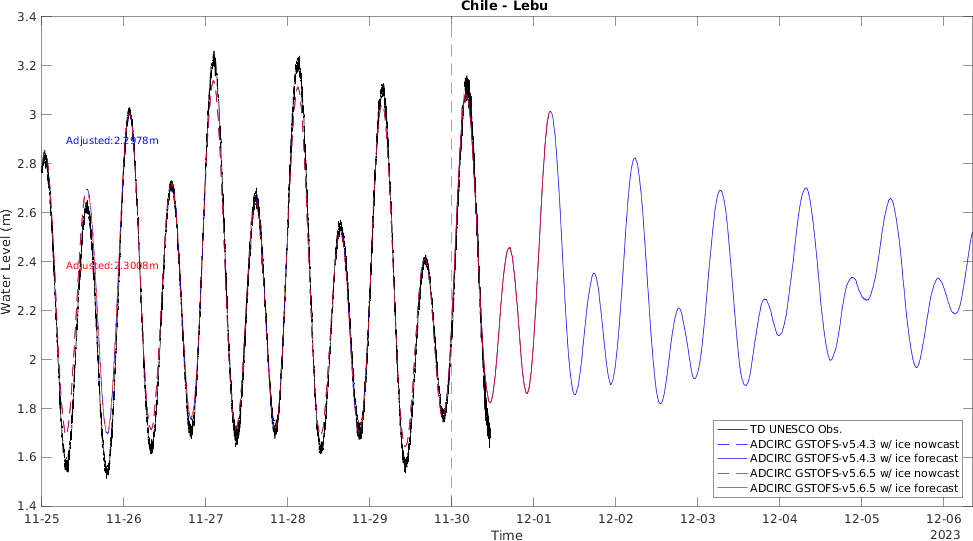 Chile - Lebu
3.4
3.2
3
2.8
2.6
2.4
2.2
2
1.8
1.6
1.4
Water Level (m)
Adjusted:2.2978m
Adjusted:2.3008m
TD UNESCO Obs.
ADCIRC GSTOFS-v5.4.3 w/ ice nowcast
ADCIRC GSTOFS-v5.4.3 w/ ice forecast
ADCIRC GSTOFS-v5.6.5 w/ ice nowcast
ADCIRC GSTOFS-v5.6.5 w/ ice forecast
11-25 11-26 11-27 11-28 11-29 11-30 12-01 12-02 12-03 12-04 12-05 12-06
Time
2023